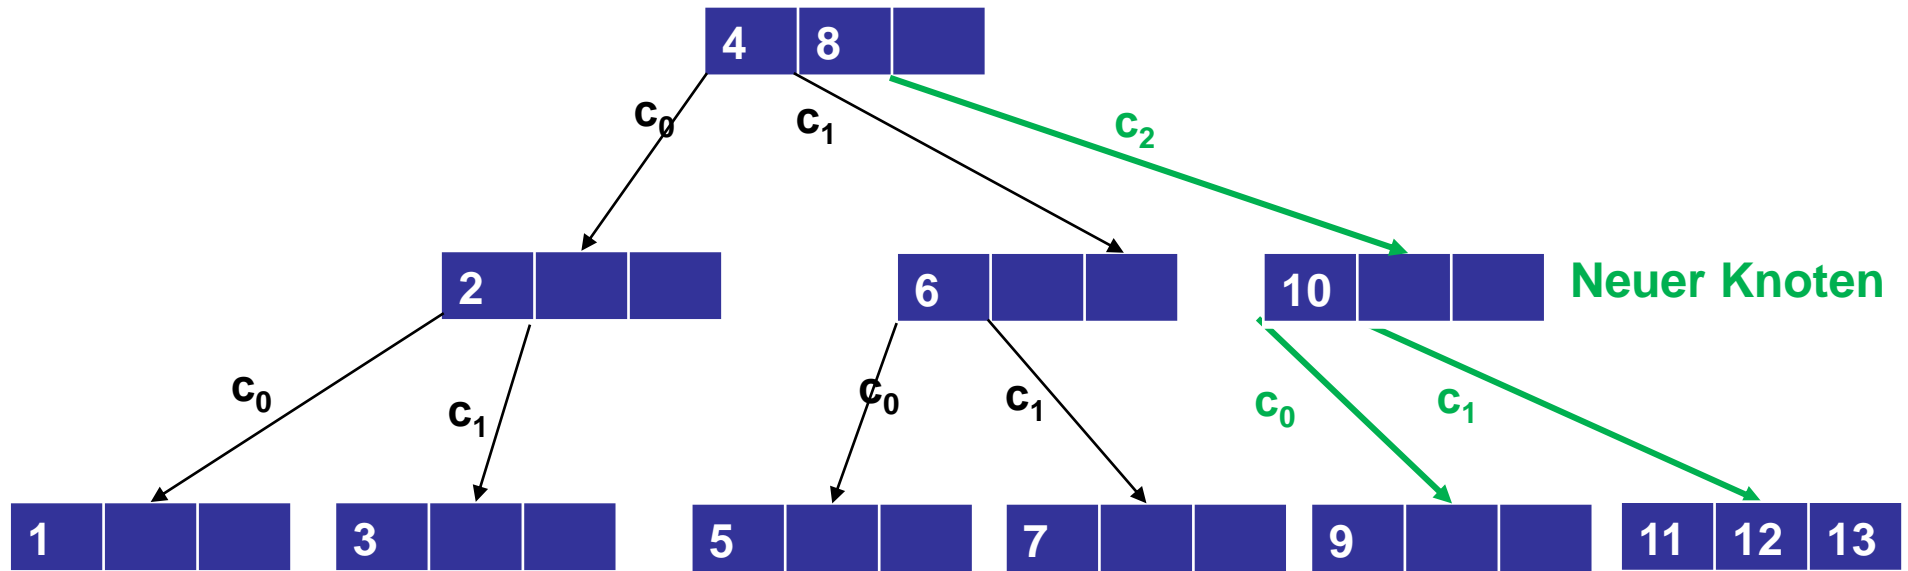 4 8
c₀ c₁ c₂
2 6 10 Neuer Knoten
c₀ c₁ c₀ c₁ c₀ c₁
1 3 5 7 9 11 12 13